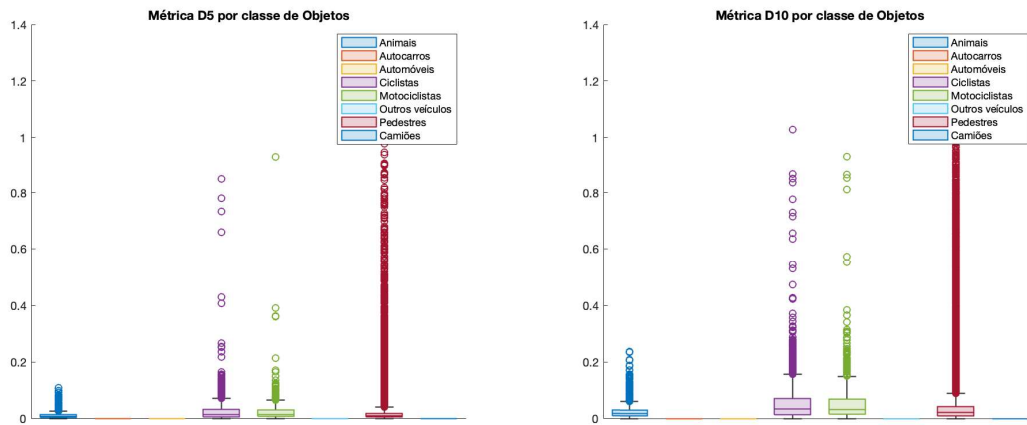 Métrica D5 por classe de Objetos
1.4
1.2
1
0.8
0.6
0.4
0.2
0
Animais
Autocarros
Automóveis
Ciclistas
Motociclistas
Outros veículos
Pedestres
Camiões
Métrica D10 por classe de Objetos
1.4
1.2
1
0.8
0.6
0.4
0.2
0
Animais
Autocarros
Automóveis
Ciclistas
Motociclistas
Outros veículos
Pedestres
Camiões